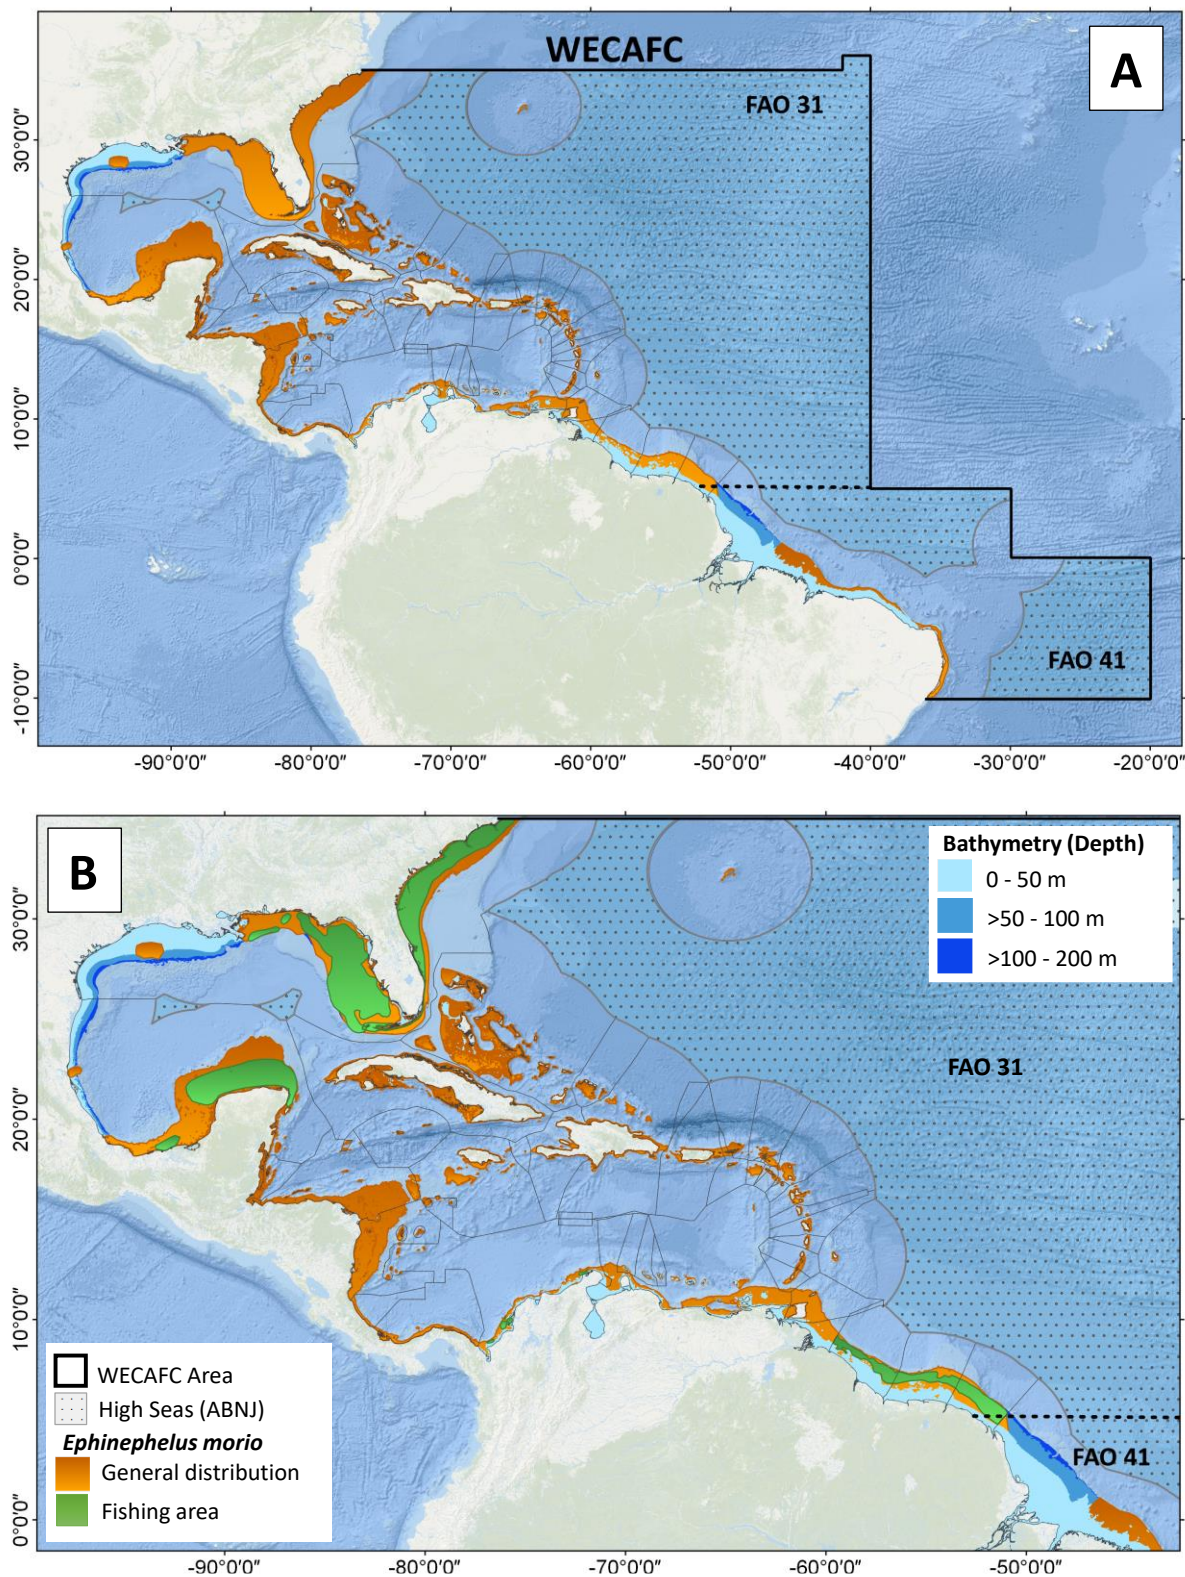 WECAFC
A
FAO 31
30°0'0"
20°0'0"
10°0'0"
0°0'0"
-10°0'0"
FAO 41
-90°0'0"
-80°0'0"
-70°0'0"
-60°0'0"
-50°0'0"
-40°0'0"
-30°0'0"
-20°0'0"
B
Bathymetry (Depth)
0 - 50 m
>50 - 100 m
>100 - 200 m
30°0'0"
20°0'0"
10°0'0"
0°0'0"
FAO 31
FAO 41
WECAFC Area
High Seas (ABNJ)
Ephinephelus morio
General distribution
Fishing area
-90°0'0"
-80°0'0"
-70°0'0"
-60°0'0"
-50°0'0"